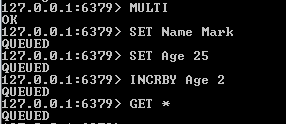 127.0.0.1:6379> MULTI
OK
127.0.0.1:6379> SET Name Mark
QUEUED
127.0.0.1:6379> SET Age 25
QUEUED
127.0.0.1:6379> INCRBY Age 2
QUEUED
127.0.0.1:6379> GET *
QUEUED